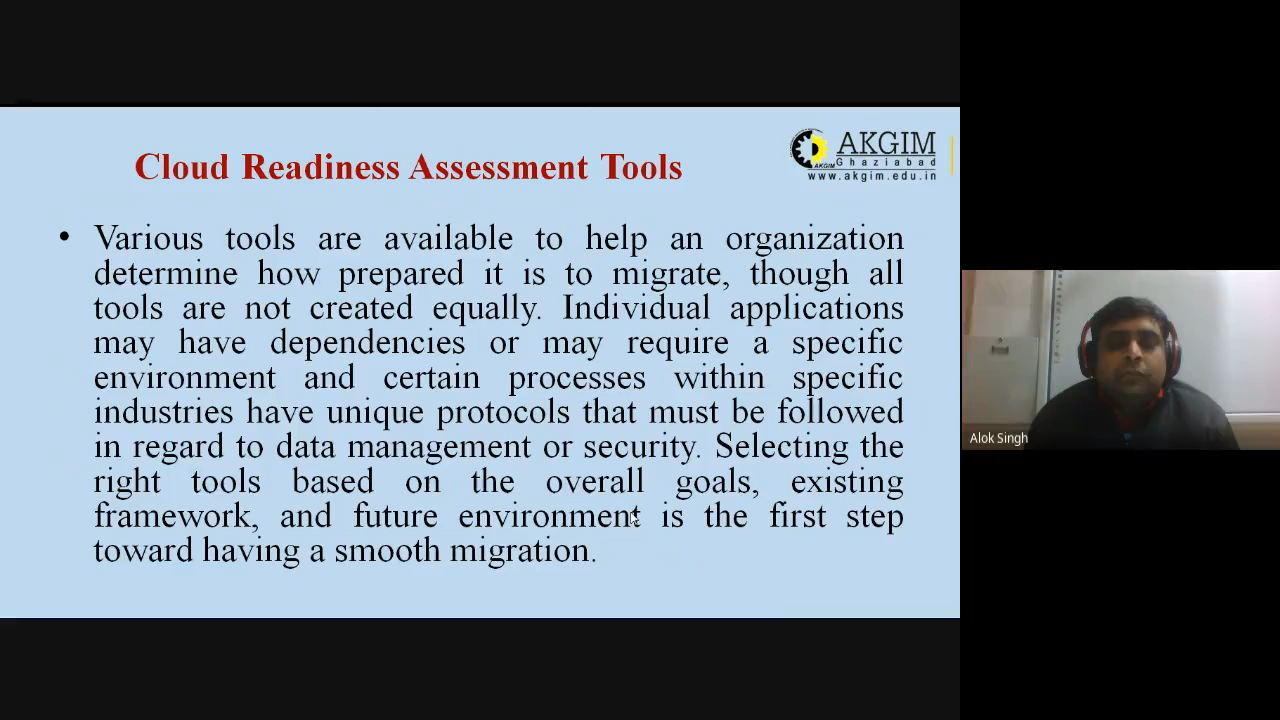 Cloud Readiness Assessment Tools
AKGIM
Ghaziabad
AKGIM
www.akgim.edu.in
• Various tools are available to help an organization
determine how prepared it is to migrate, though all
tools are not created equally. Individual applications
may have dependencies or may require a specific
environment and certain processes within specific
industries have unique protocols that must be followed
in regard to data management or security. Selecting the
right tools based on the overall goals, existing
framework, and future environment is the first step
toward having a smooth migration.
Alok Singh